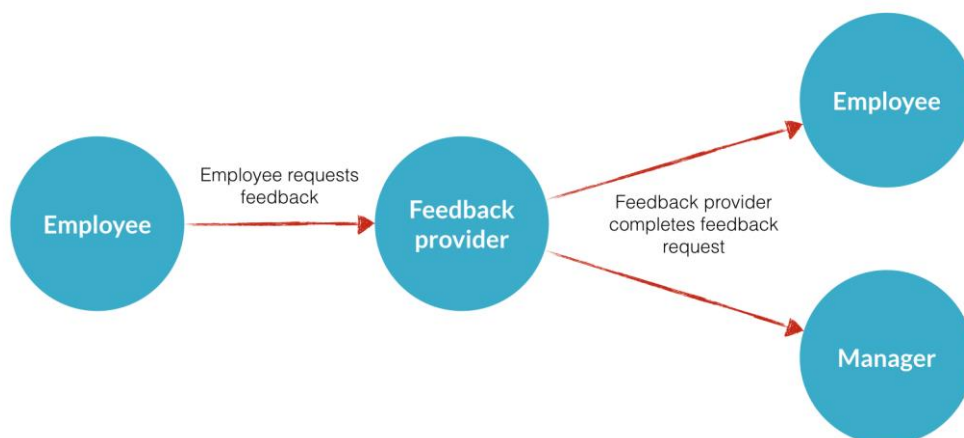 Employee
Employee requests
feedback
Feedback
provider
Feedback provider
completes feedback
request
Employee
Manager